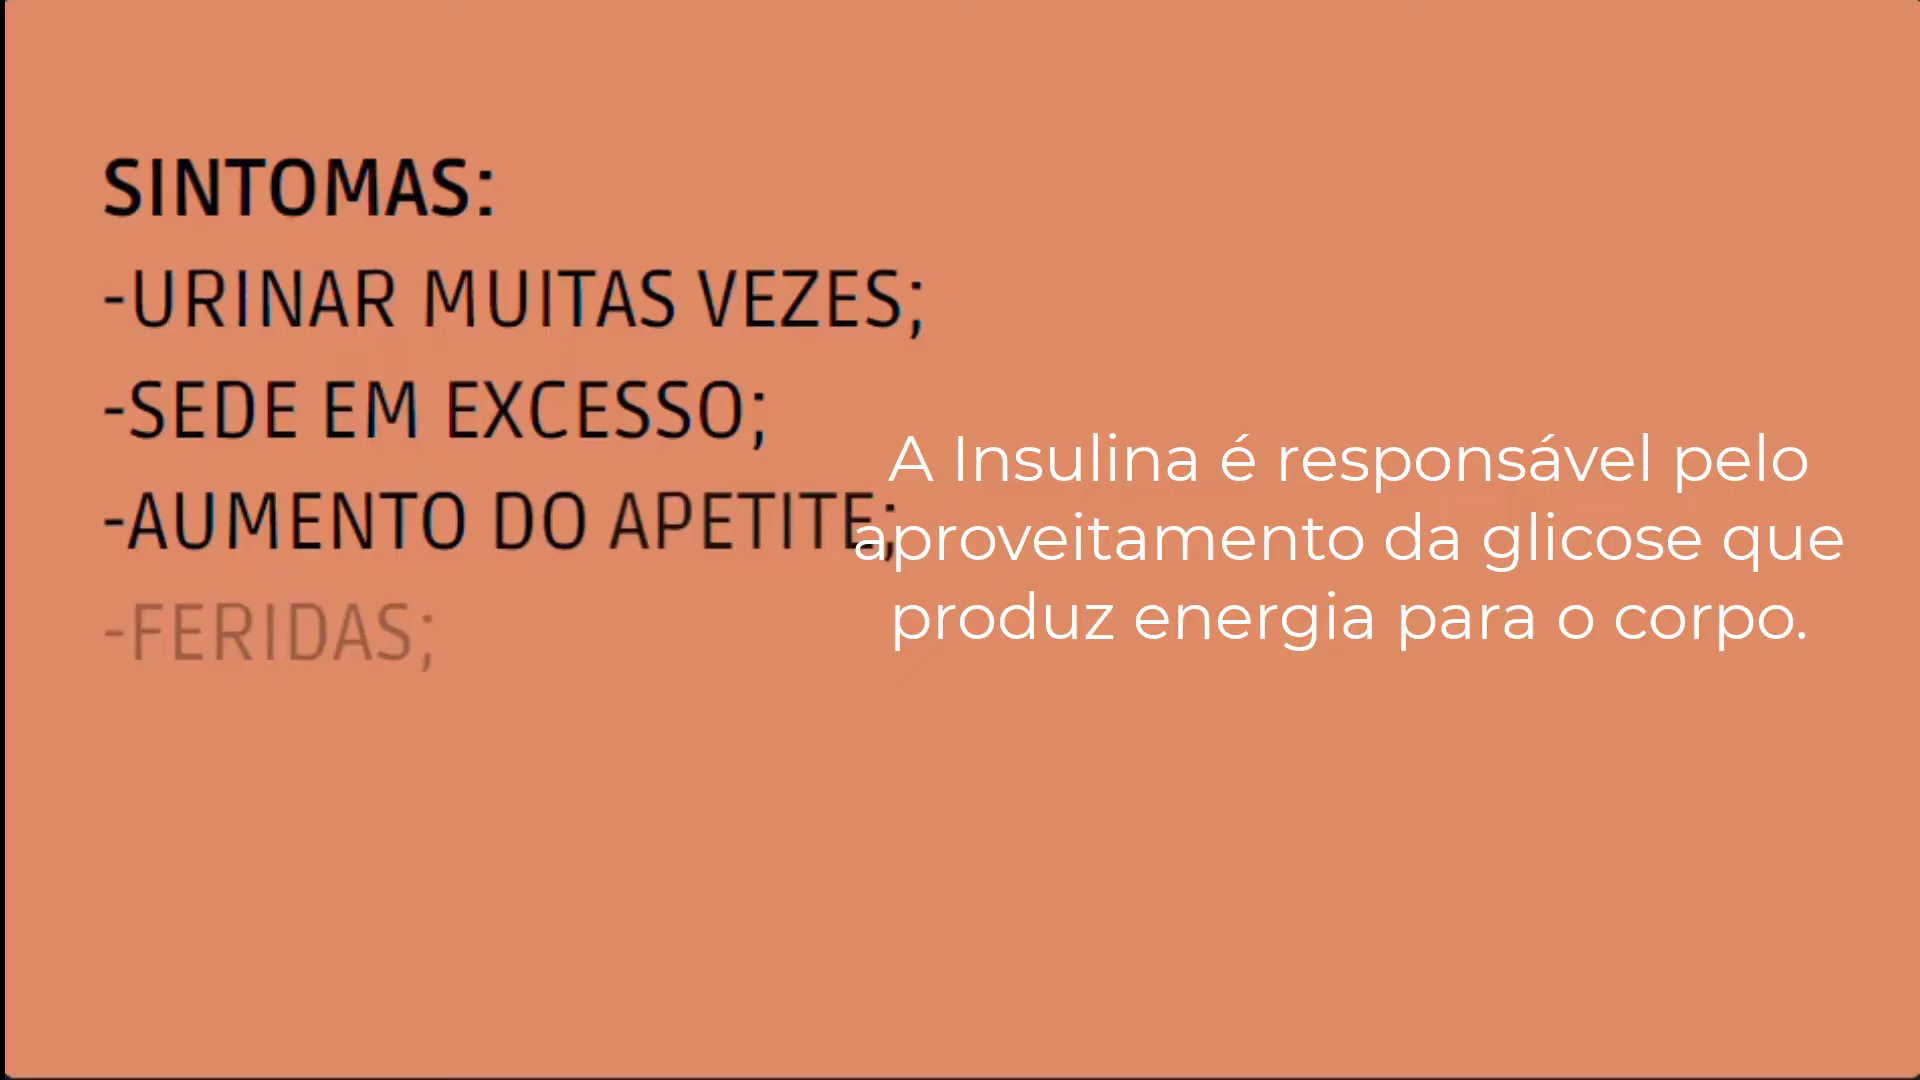 SINTOMAS:
-URINAR MUITAS VEZES;
-SEDE EM EXCESSO;
-AUMENTO DO APETITE;
-FERIDAS;
A Insulina é responsável pelo
aproveitamento da glicose que
produz energia para o corpo.